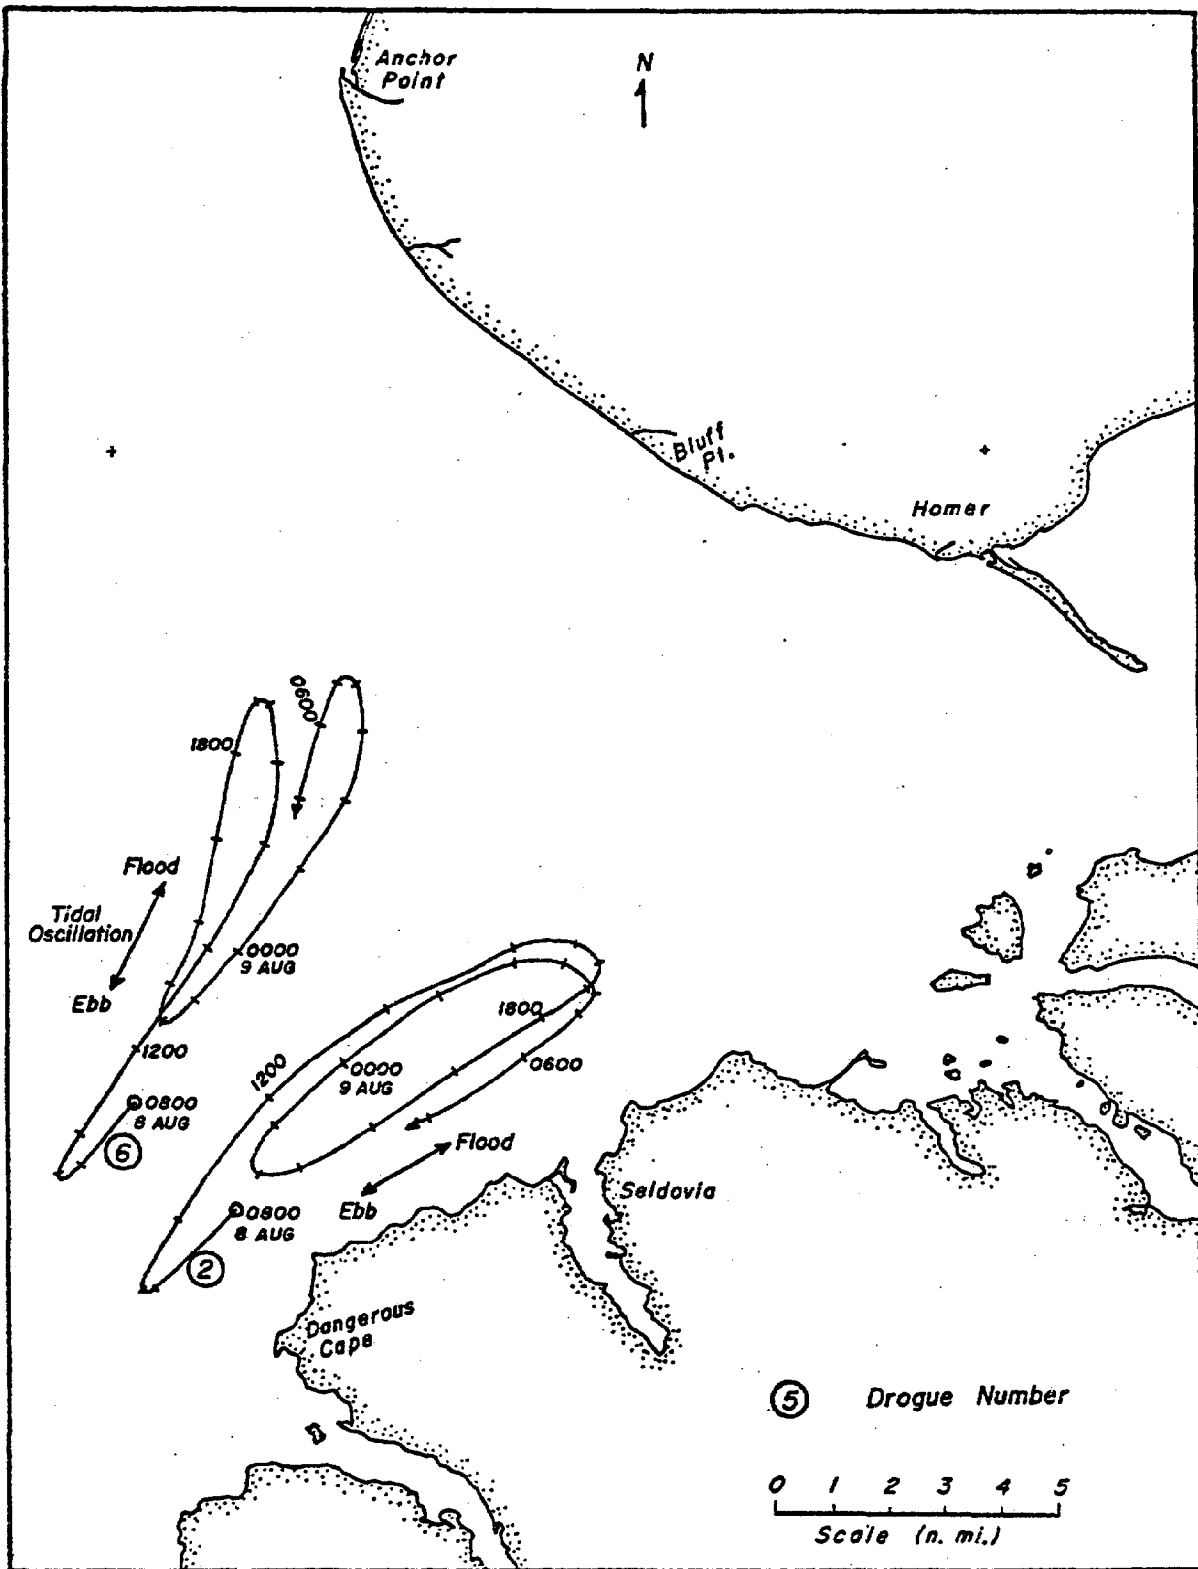 Anchor
Point
N
Bluff
Pt.
Homer
0600
1800
Flood
Tidal
Oscillation
Ebb
0000
9 AUG
1200
0800
8 AUG
6
1800
0600
1200
0000
9 AUG
Flood
Ebb
Seldovia
0800
8 AUG
2
Dangerous
Cape
5 Drogue Number
0 1 2 3 4 5
Scale (n. mi.)